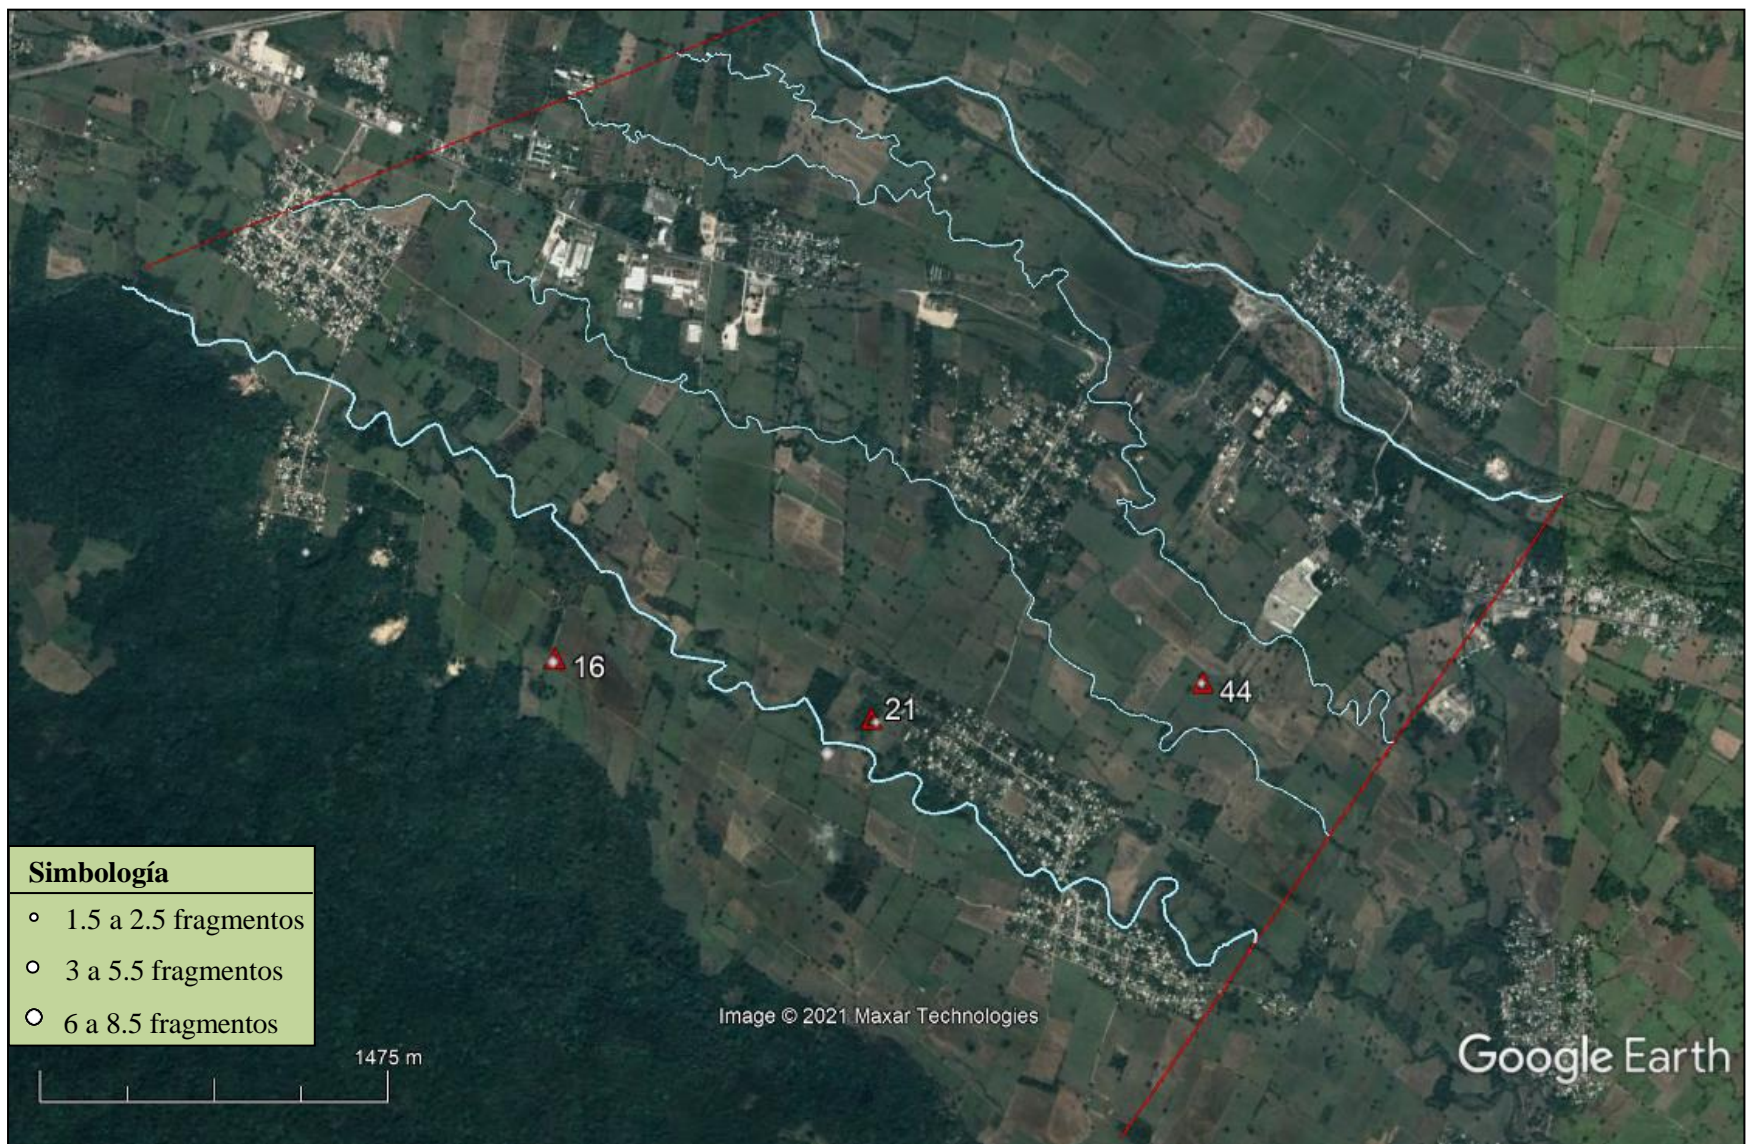 16
21
44
Simbología
1.5 a 2.5 fragmentos
3 a 5.5 fragmentos
6 a 8.5 fragmentos
1475 m
Image © 2021 Maxar Technologies
Google Earth